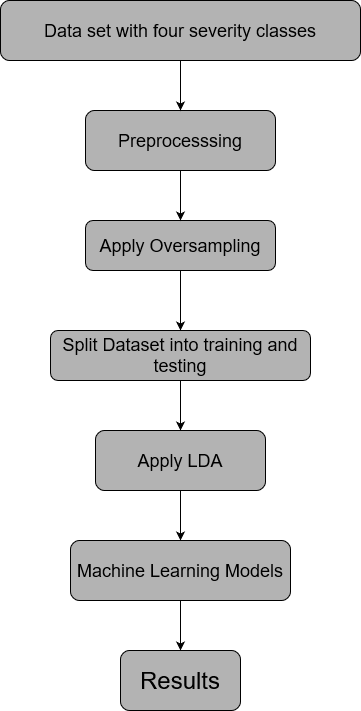 Data set with four severity classes
Preprocesssing
Apply Oversampling
Split Dataset into training and
testing
Apply LDA
Machine Learning Models
Results